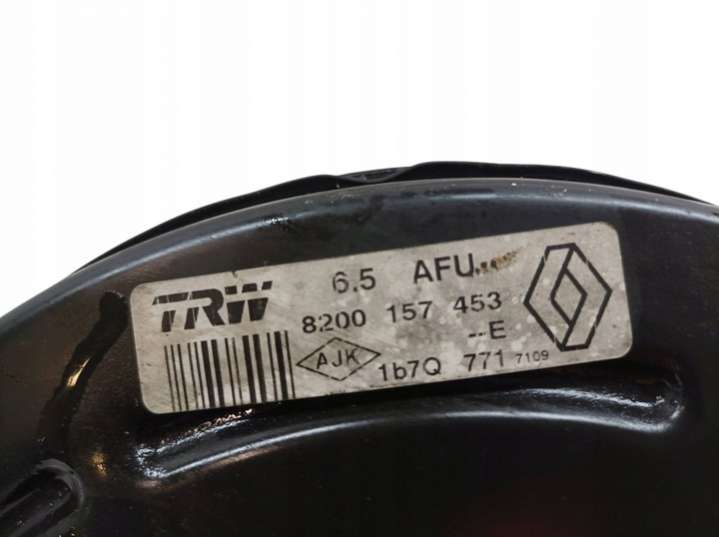 TRW
6.5 AFU
8200 157 453
--E
AJK
1b7Q 771 7109